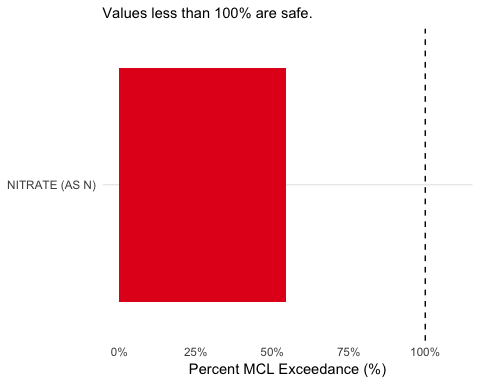 Values less than 100% are safe.
NITRATE (AS N)
0% 25% 50% 75% 100%
Percent MCL Exceedance (%)